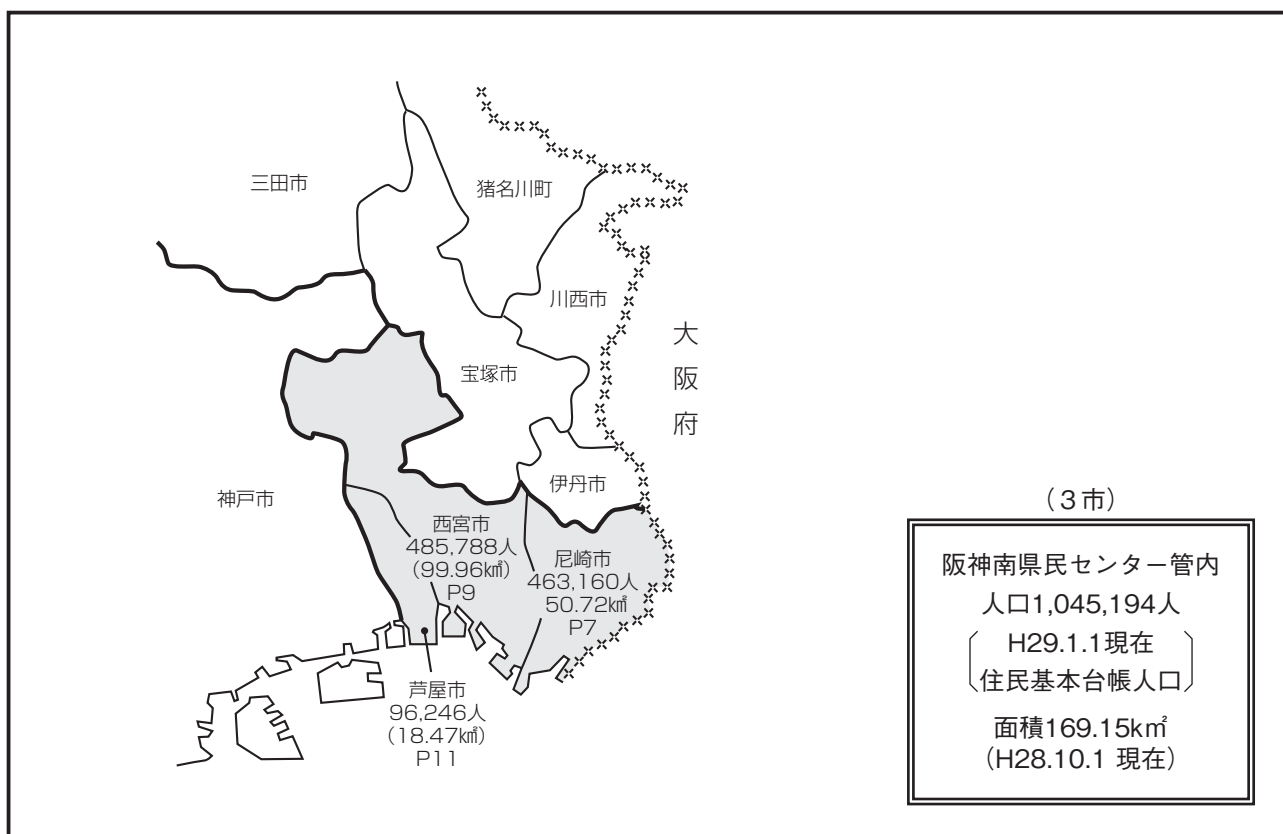 三田市
猪名川町
川西市
大阪府
宝塚市
伊丹市
神戸市
西宮市
485,788人
(99.96㎢)
P9
尼崎市
463,160人
50.72㎢
P7
芦屋市
96,246人
(18.47㎢)
P11
（３市）
阪神南県民センター管内
人口1,045,194人
H29.1.1現在
住民基本台帳人口
面積169.15k㎡
(H28.10.1 現在)